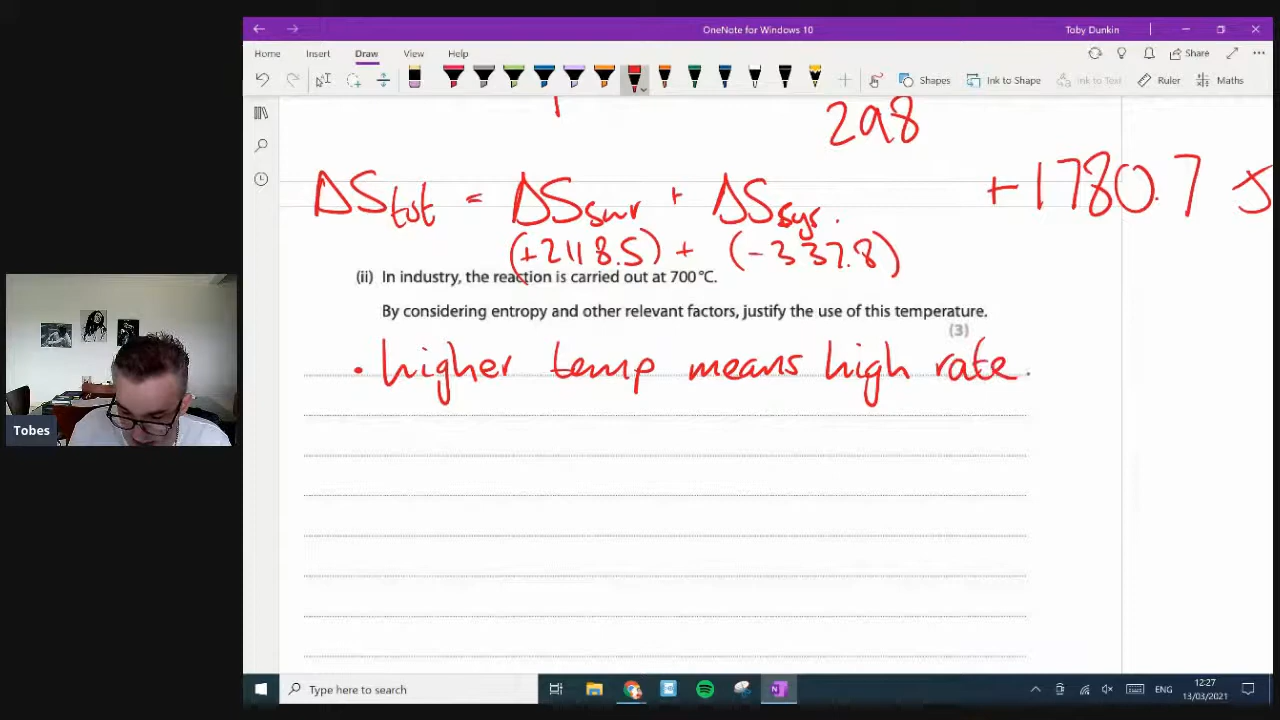 OneNote for Windows 10
Toby Dunkin
Home Insert Draw View Help
Share
Shapes Ink to Shape Ink to Text Ruler Maths
298
ΔStot = ΔSsurr + ΔSsys. +1780.7 J
(+2118.5) + (-337.8)
(ii) In industry, the reaction is carried out at 700°C.
By considering entropy and other relevant factors, justify the use of this temperature.
(3)
• higher temp means high rate.
Tobes
Type here to search
ENG
12:27
13/03/2021